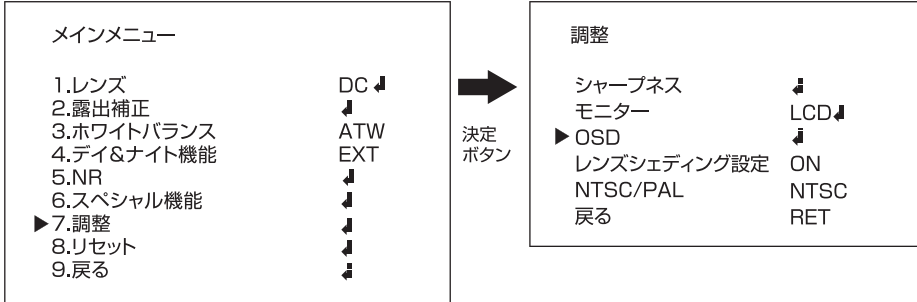 メインメニュー
1.レンズ DC↲
2.露出補正 ↲
3.ホワイトバランス ATW
4.デイ&ナイト機能 EXT
5.NR ↲
6.スペシャル機能 ↲
▶7.調整 ↲
8.リセット ↲
9.戻る ↲
決定
ボタン
調整
シャープネス ↲
モニター LCD↲
▶OSD ↲
レンズシェディング設定 ON
NTSC/PAL NTSC
戻る RET